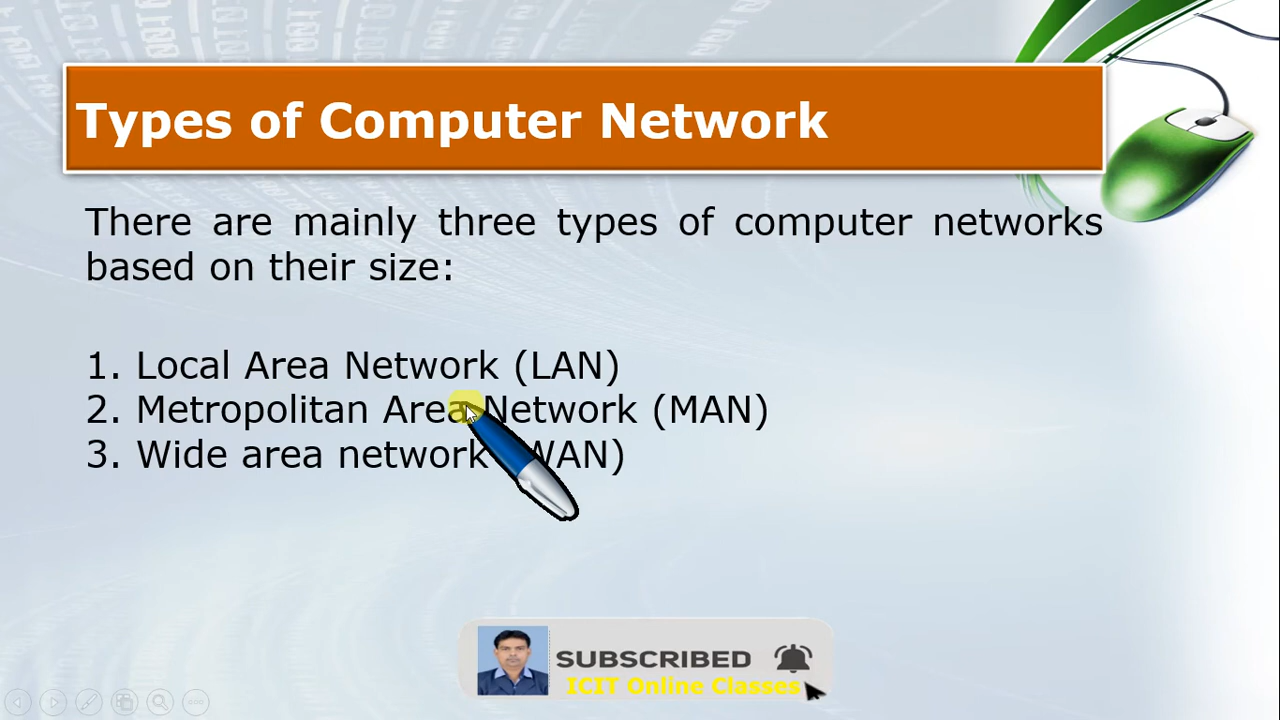 Types of Computer Network
There are mainly three types of computer networks
based on their size:
1. Local Area Network (LAN)
2. Metropolitan Area Network (MAN)
3. Wide area network (WAN)
SUBSCRIBED
ICIT Online Classes